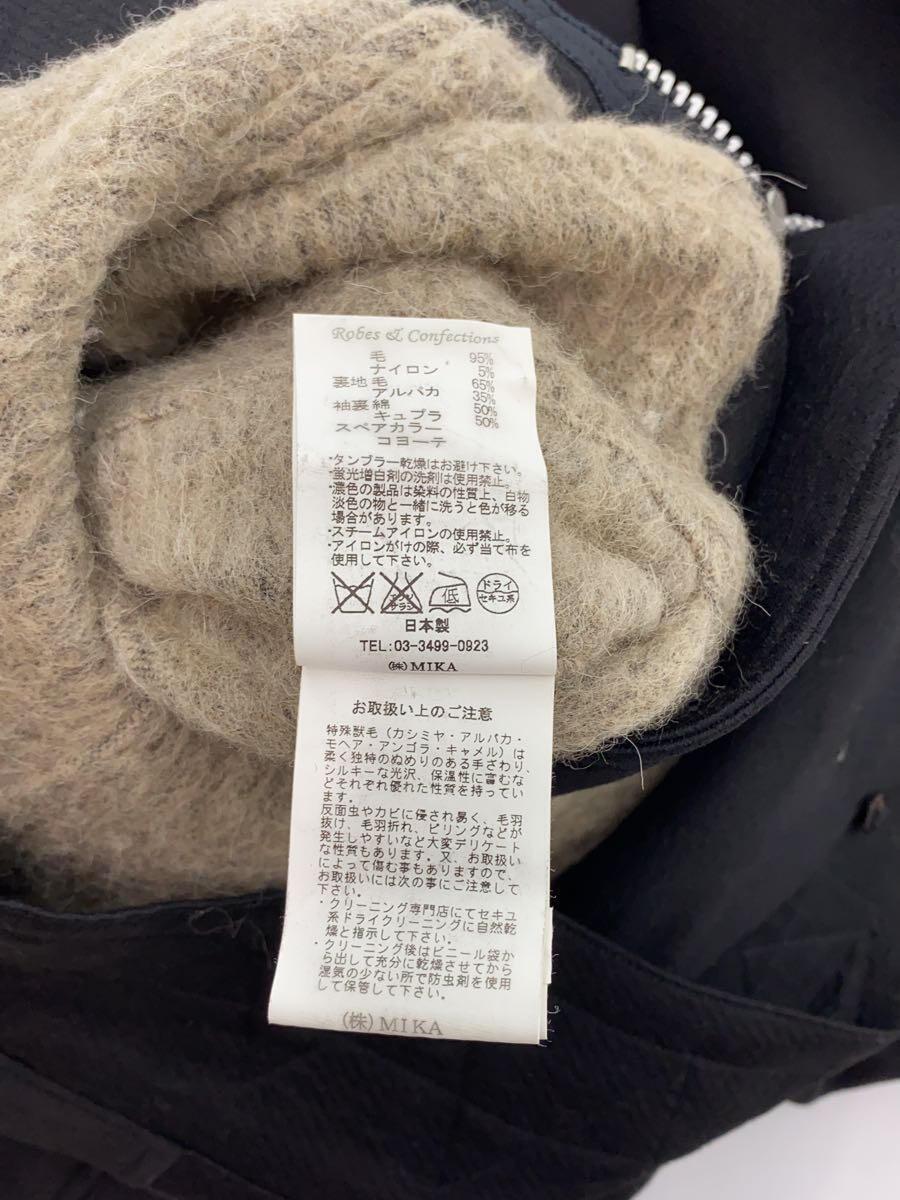 Robes & Confections
毛 95%
ナイロン 5%
裏地毛 65%
アルパカ 35%
袖裏綿 50%
キュプラ 50%
スペアカラー
コヨーテ
・タンブラー乾燥はお避け下さい。
・蛍光増白剤の洗剤は使用禁止。
・濃色の製品は染料の性質上、白物
淡色の物と一緒に洗うと色が移る
場合があります。
・スチームアイロンの使用禁止。
・アイロンがけの際、必ず当て布を
使用して下さい。
エンソサラシ 低 ドライ
セキユ系
日本製
TEL:03-3499-0923
(株)MIKA
お取扱い上のご注意
特殊獣毛(カシミヤ・アルパカ・
モヘア・アンゴラ・キャメル)は
柔く独特のぬめりのある手ざわり、
シルキーな光沢、保温性に富むな
どそれぞれ優れた性質を持ってい
ます。
反面虫やカビに侵され易く、毛羽
抜け、毛羽折れ、ピリングなどが
発生しやすいなど大変デリケート
な性質もあります。又、お取扱い
によって傷む事もありますので、
お取扱いには次の事にご注意して
下さい。
・クリーニング専門店にてセキユ
系ドライクリーニングに自然乾
燥と指示して下さい。
・クリーニング後はビニール袋か
ら出して充分に乾燥させてから
湿気の少ない所で防虫剤を使用
して保管して下さい。
(株)MIKA